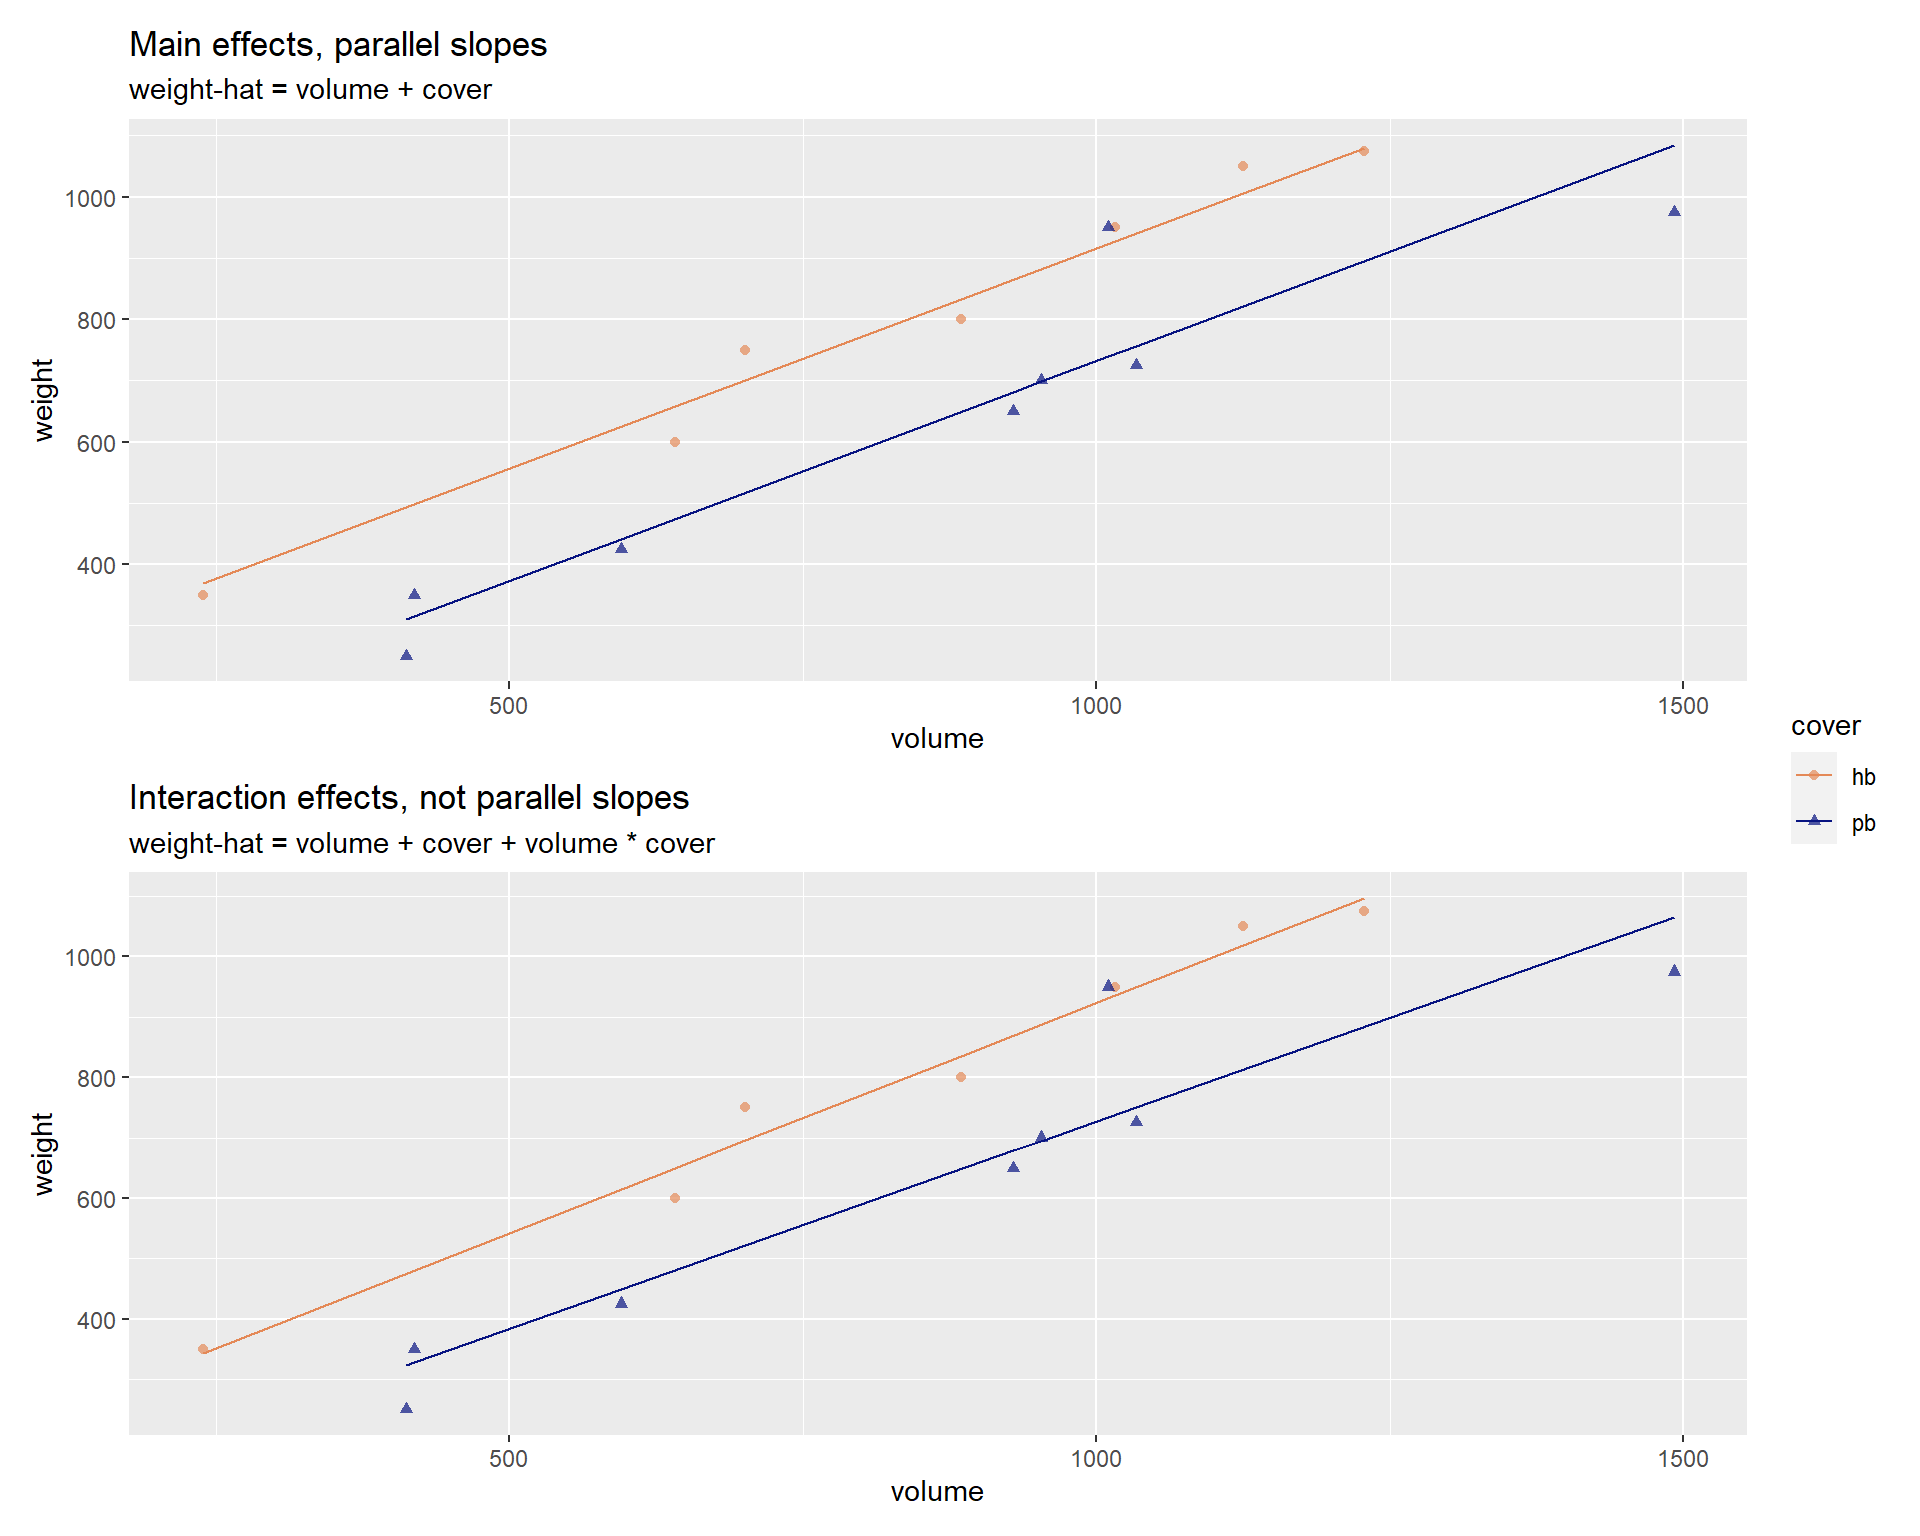 Main effects, parallel slopes
weight-hat = volume + cover
weight
1000
800
600
400
500 1000 1500
volume
Interaction effects, not parallel slopes
weight-hat = volume + cover + volume * cover
weight
1000
800
600
400
500 1000 1500
volume
cover
hb
pb